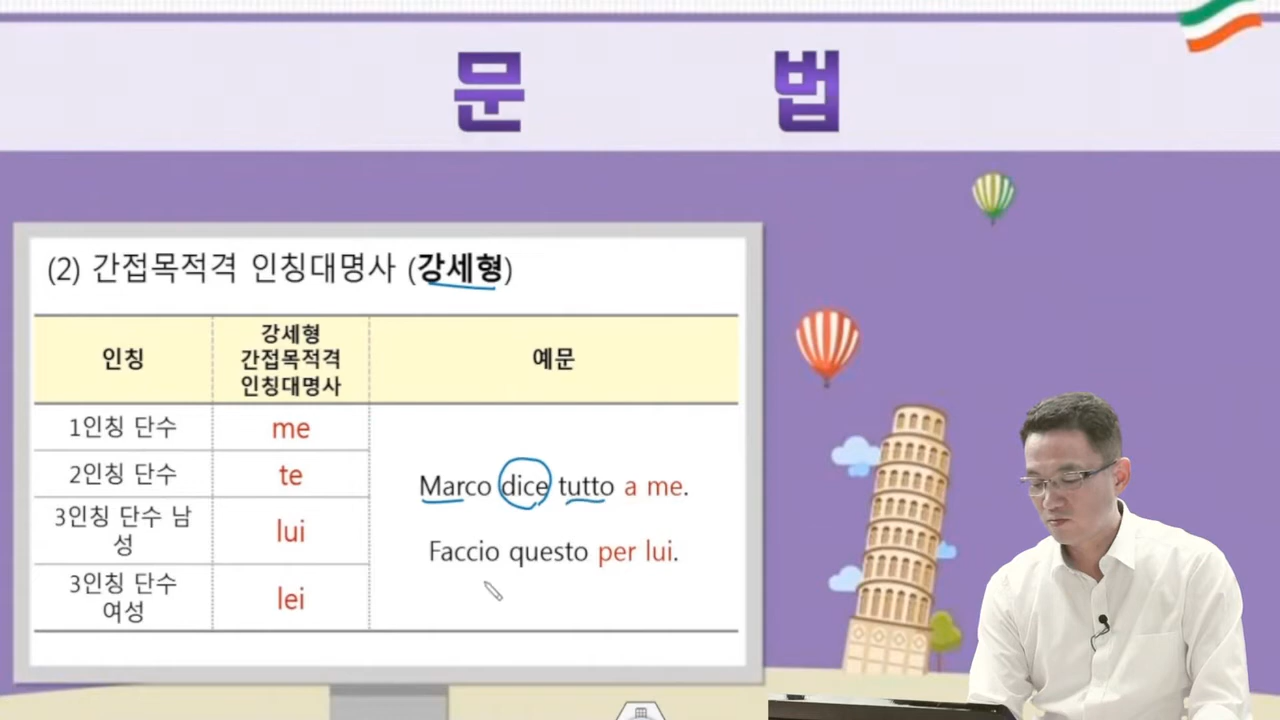 문 법
(2) 간접목적격 인칭대명사 (강세형)
인칭
강세형
간접목적격
인칭대명사
예문
1인칭 단수
me
2인칭 단수
te
3인칭 단수 남
성
lui
3인칭 단수
여성
lei
Marco dice tutto a me.
Faccio questo per lui.